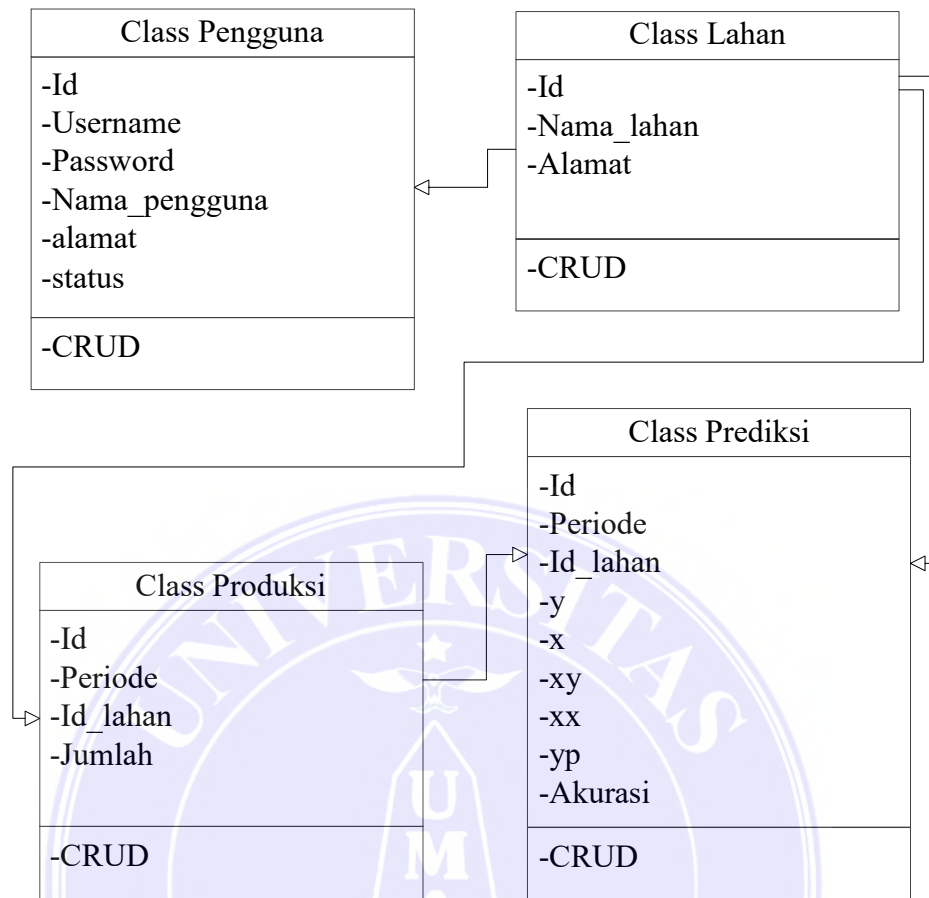 Class Pengguna
-Id
-Username
-Password
-Nama_pengguna
-alamat
-status
-CRUD
Class Lahan
-Id
-Nama_lahan
-Alamat
-CRUD
Class Produksi
-Id
-Periode
-Id_lahan
-Jumlah
-CRUD
Class Prediksi
-Id
-Periode
-Id_lahan
-y
-x
-xy
-xx
-yp
-Akurasi
-CRUD
UNIVERSITAS
U
M